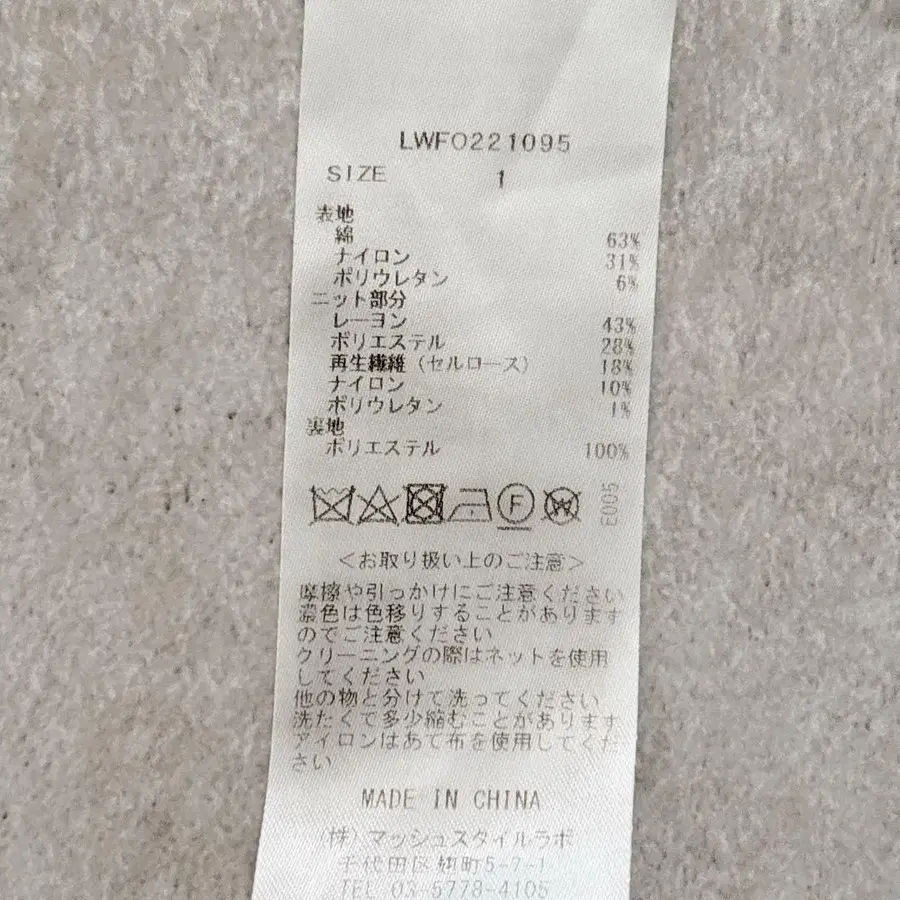 LWFO221095
SIZE 1
表地
綿 63%
ナイロン 31%
ポリウレタン 6%
ニット部分
レーヨン 43%
ポリエステル 28%
再生繊維（セルロース） 18%
ナイロン 10%
ポリウレタン 1%
裏地
ポリエステル 100%
F W E005
＜お取り扱い上のご注意＞
摩擦や引っかけにご注意ください
濃色は色移りすることがあります
のでご注意ください
クリーニングの際はネットを使用
してください
他の物と分けて洗ってください
洗たくて多少縮むことがあります
アイロンはあて布を使用してくだ
さい
MADE IN CHINA
（株）マッシュスタイルラボ
千代田区麹町5-7-1
TEL 03-5778-4105